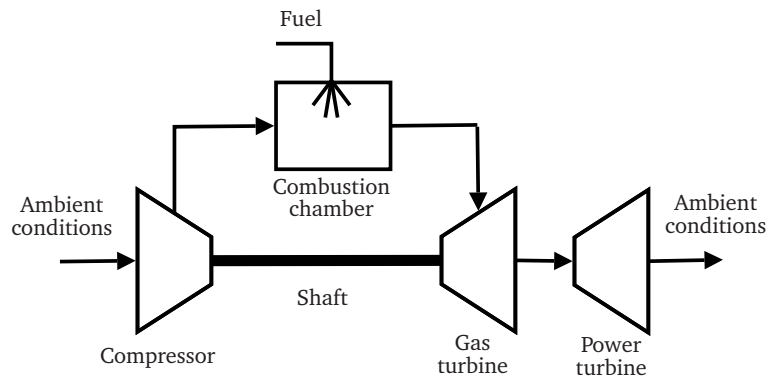 Fuel
Combustion
chamber
Ambient
conditions
Ambient
conditions
Shaft
Compressor
Gas
turbine
Power
turbine